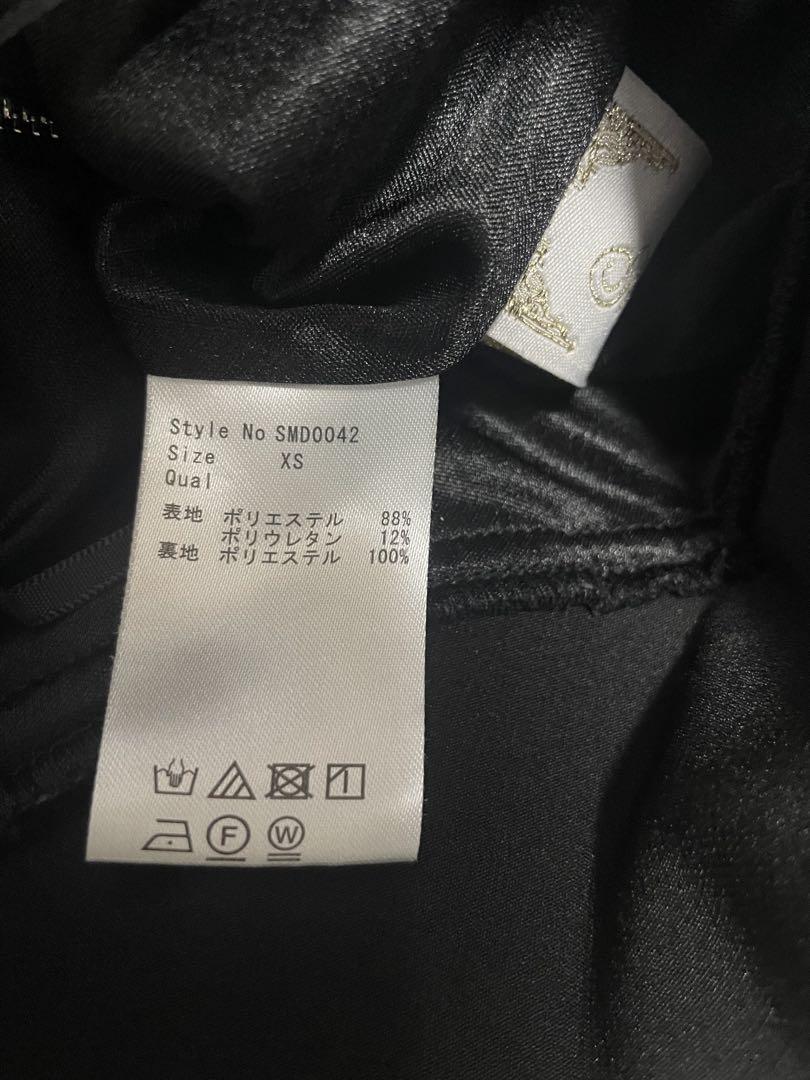 Style No SMD0042
Size XS
Qual
表地 ポリエステル 88%
ポリウレタン 12%
裏地 ポリエステル 100%
F W